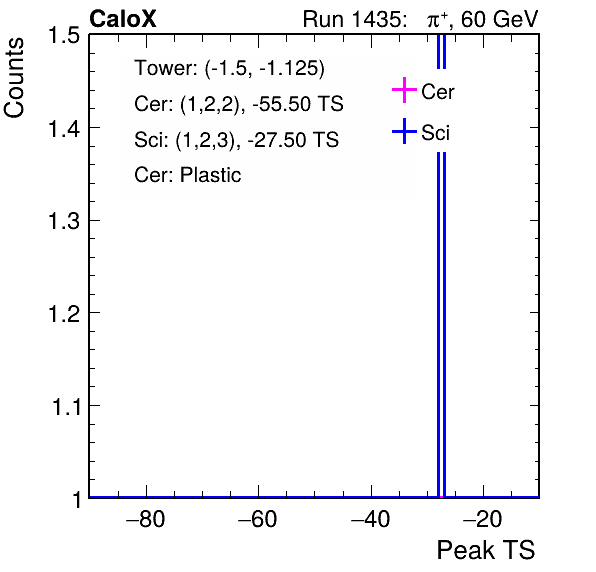 CaloX Run 1435: π⁺, 60 GeV
Counts
1.5
1.4
1.3
1.2
1.1
1
Tower: (-1.5, -1.125)
Cer: (1,2,2), -55.50 TS
Sci: (1,2,3), -27.50 TS
Cer: Plastic
Cer
Sci
−80 −60 −40 −20
Peak TS